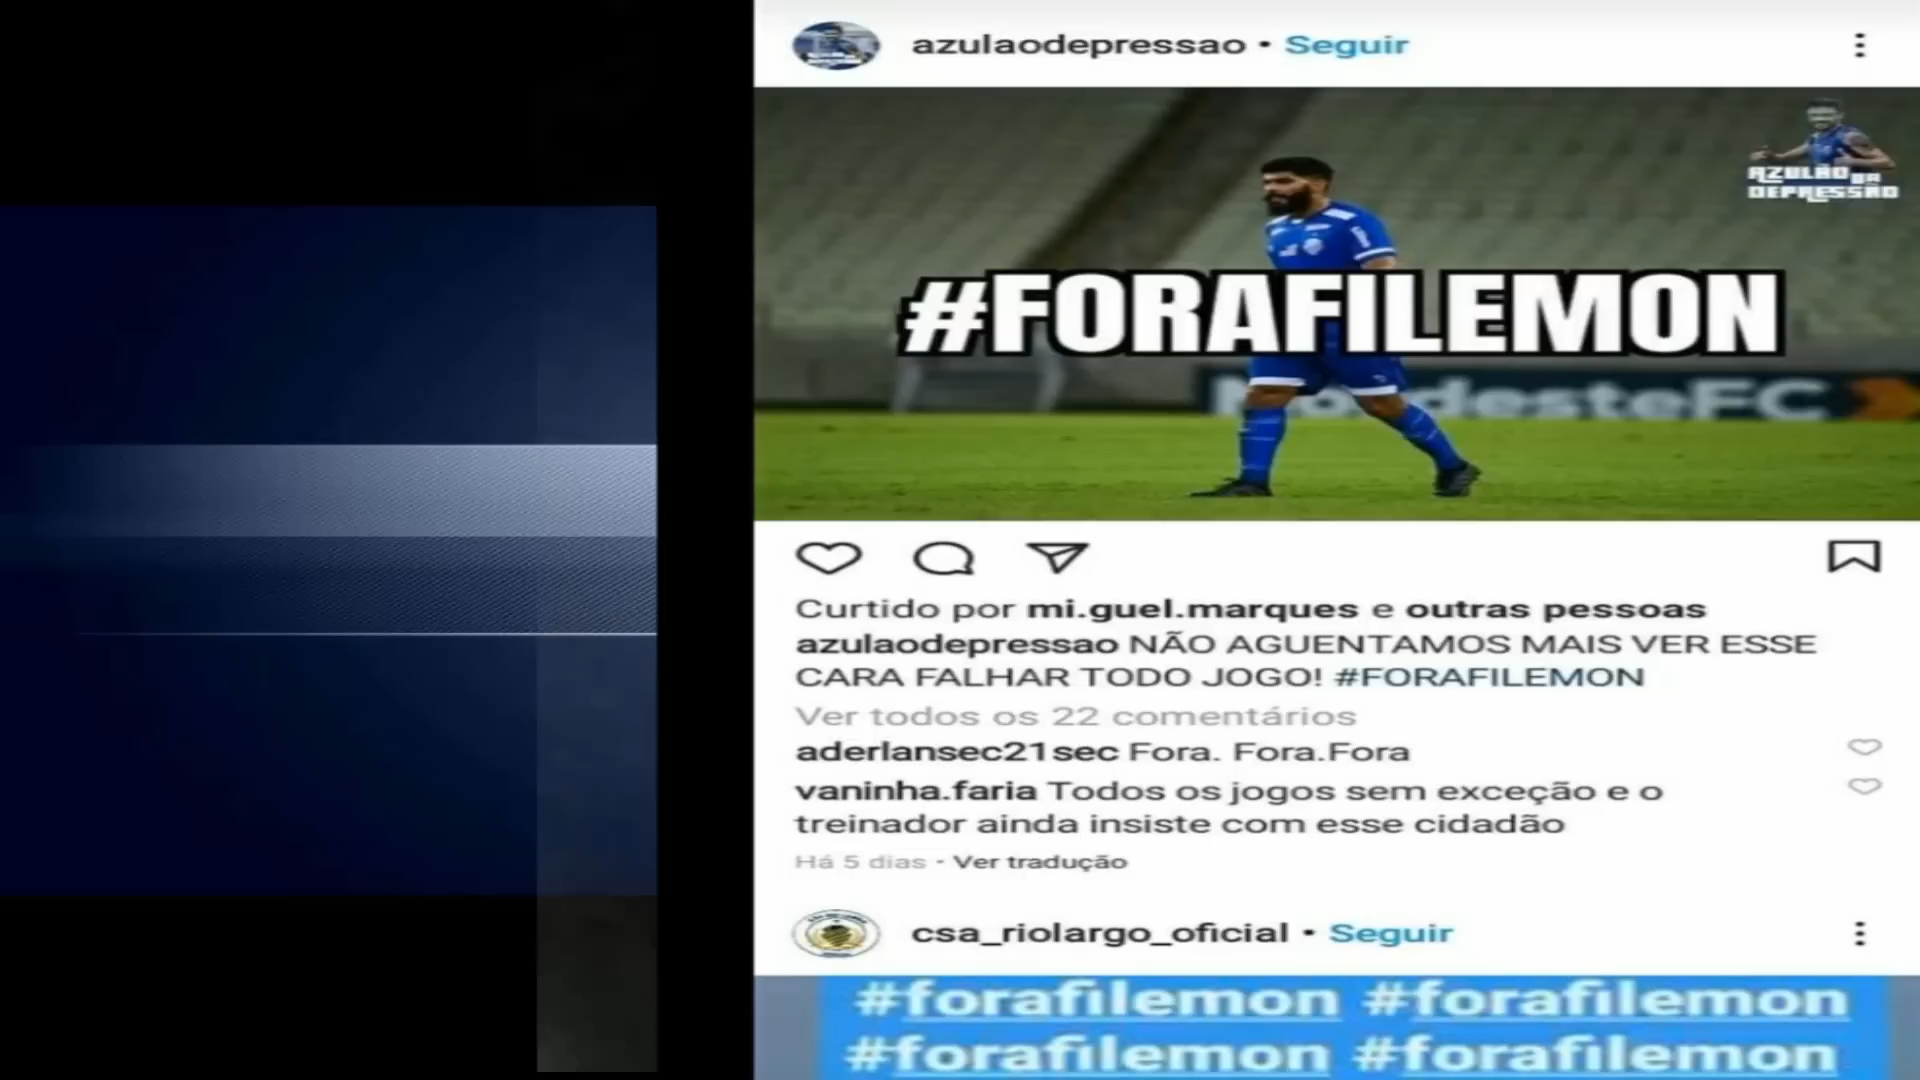 azulaodepressao • Seguir
AZULÃO DA
DEPRESSÃO
#FORAFILEMON
NordesteFC
Curtido por mi.guel.marques e outras pessoas
azulaodepressao NÃO AGUENTAMOS MAIS VER ESSE
CARA FALHAR TODO JOGO! #FORAFILEMON
Ver todos os 22 comentários
aderlansec21sec Fora. Fora.Fora
vaninha.faria Todos os jogos sem exceção e o
treinador ainda insiste com esse cidadão
Há 5 dias • Ver tradução
csa_riolargo_oficial • Seguir
#forafilemon #forafilemon
#forafilemon #forafilemon